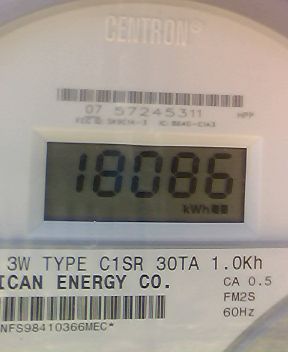 CENTRON®
07 57245311 HPP
18086
kWh
3W TYPE C1SR 30TA 1.0Kh
ICAN ENERGY CO. CA 0.5
FM2S
NFS98410366MEC* 60Hz